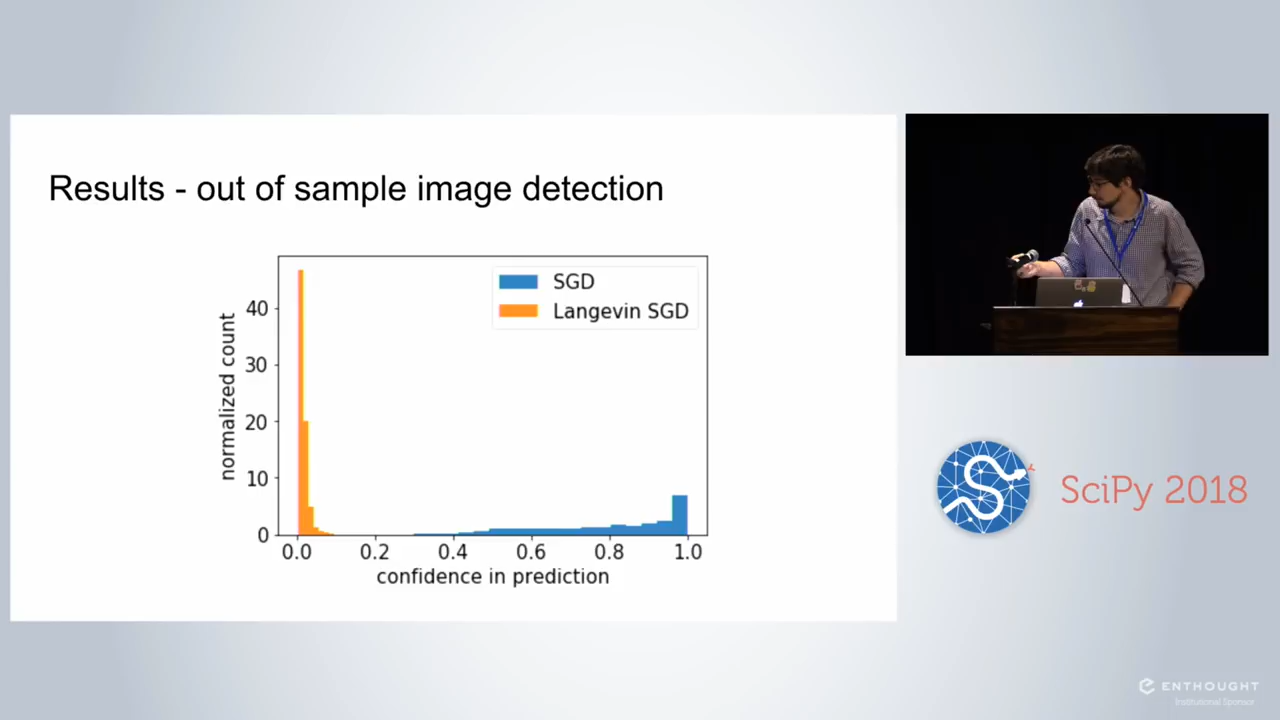 Results - out of sample image detection
SGD
Langevin SGD
normalized count
40
30
20
10
0
0.0 0.2 0.4 0.6 0.8 1.0
confidence in prediction
SciPy 2018
ENTHOUGHT
Institutional Sponsor